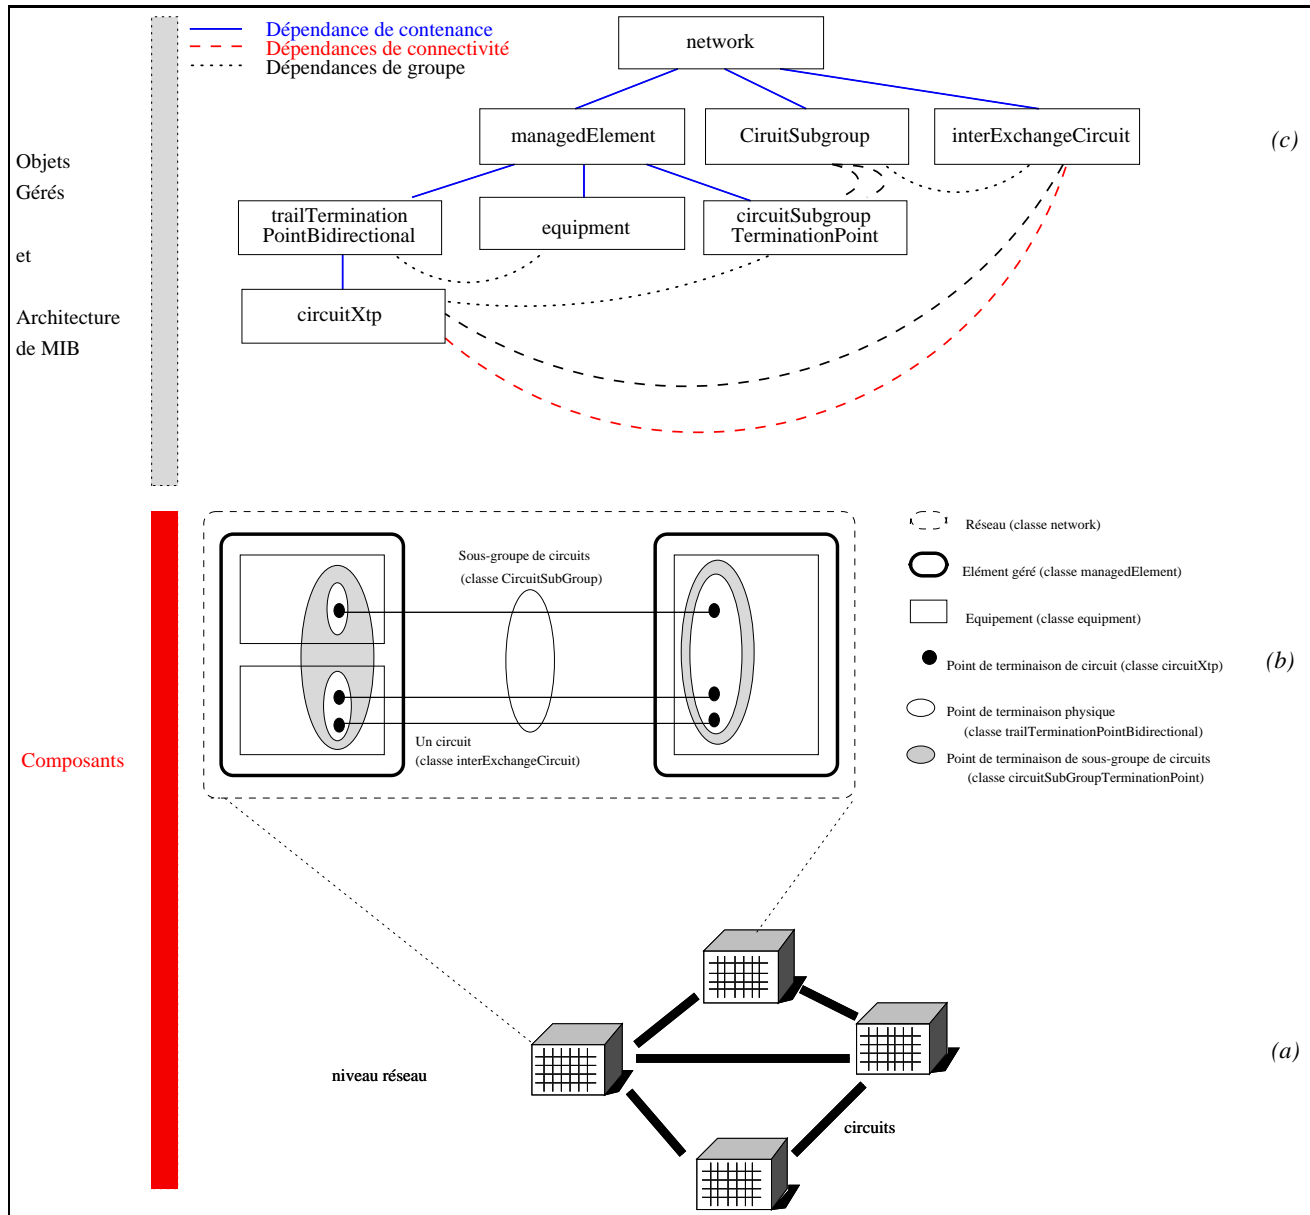 Dépendance de contenance
Dépendances de connectivité
Dépendances de groupe
network
managedElement
CiruitSubgroup
interExchangeCircuit
(c)
Objets
Gérés
et
Architecture
de MIB
trailTermination
PointBidirectional
equipment
circuitSubgroup
TerminationPoint
circuitXtp
Sous-groupe de circuits
(classe CircuitSubGroup)
Un circuit
(classe interExchangeCircuit)
Réseau (classe network)
Elément géré (classe managedElement)
Equipement (classe equipment)
Point de terminaison de circuit (classe circuitXtp)
(b)
Point de terminaison physique
(classe trailTerminationPointBidirectional)
Point de terminaison de sous-groupe de circuits
(classe circuitSubGroupTerminationPoint)
Composants
niveau réseau
circuits
(a)